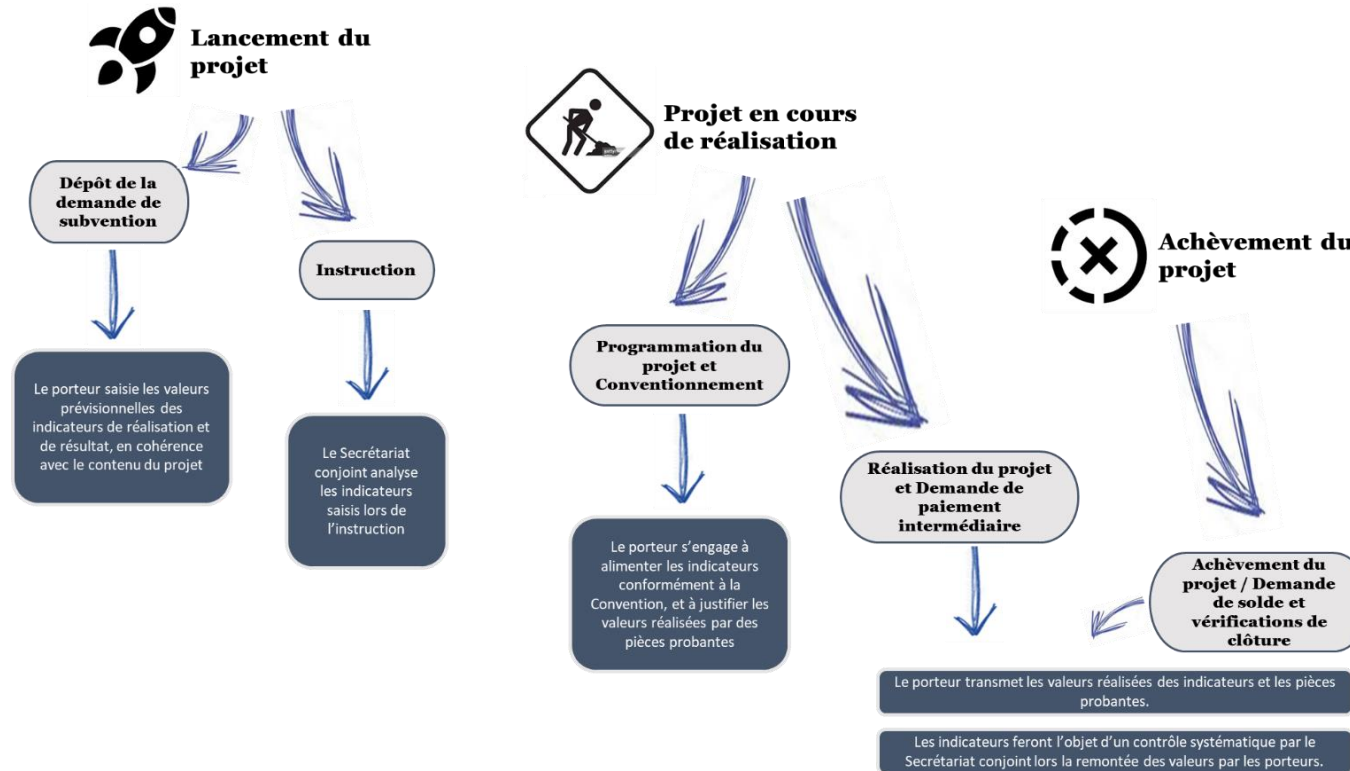 Lancement du
projet
Dépôt de la
demande de
subvention
Instruction
Le porteur saisie les valeurs
prévisionnelles des
indicateurs de réalisation et
de résultat, en cohérence
avec le contenu du projet
Le Secrétariat
conjoint analyse
les indicateurs
saisis lors de
l’instruction
Projet en cours
de réalisation
Programmation du
projet et
Conventionnement
Le porteur s’engage à
alimenter les indicateurs
conformément à la
Convention, et à justifier les
valeurs réalisées par des
pièces probantes
Réalisation du projet
et Demande de
paiement
intermédiaire
Achèvement du
projet
Achèvement du
projet / Demande
de solde et
vérifications de
clôture
Le porteur transmet les valeurs réalisées des indicateurs et les pièces
probantes.
Les indicateurs feront l’objet d’un contrôle systématique par le
Secrétariat conjoint lors la remontée des valeurs par les porteurs.